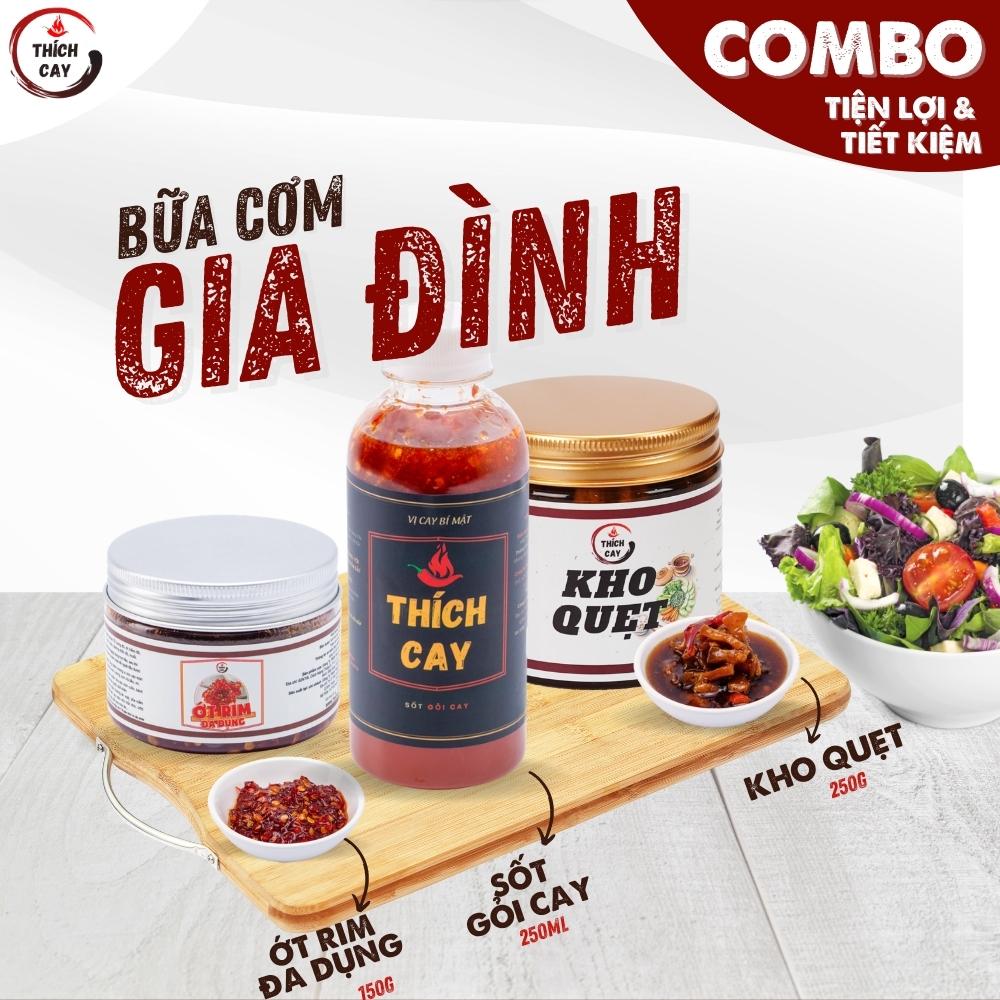 THÍCH
CAY
COMBO
TIỆN LỢI &
TIẾT KIỆM
BỮA CƠM
GIA ĐÌNH
VỊ CAY BÍ MẬT
THÍCH
CAY
SỐT GỎI CAY
THÍCH
CAY
KHO
QUẸT
ỚT RIM
ĐA DỤNG
KHO QUẸT
250G
SỐT
GỎI CAY
250ML
ỚT RIM
ĐA DỤNG
150G